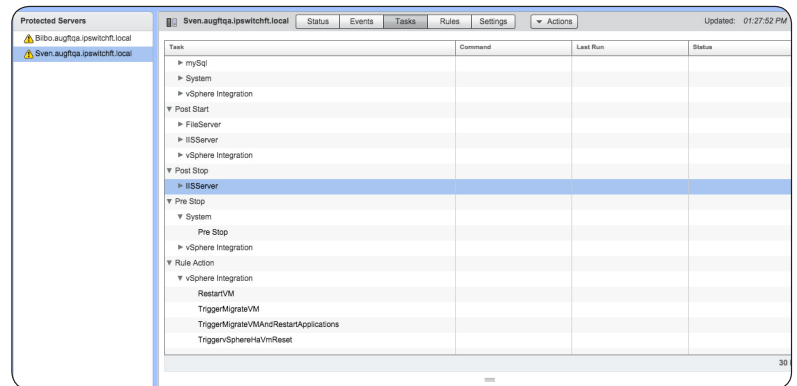 Protected Servers
Bilbo.augftqa.ipswitchft.local
Sven.augftqa.ipswitchft.local
Sven.augftqa.ipswitchft.local Status Events Tasks Rules Settings ▼ Actions Updated: 01:27:52 PM
Task Command Last Run Status
▶ mySql
▶ System
▶ vSphere Integration
▼ Post Start
▶ FileServer
▶ IISServer
▶ vSphere Integration
▼ Post Stop
▶ IISServer
▼ Pre Stop
▼ System
Pre Stop
▶ vSphere Integration
▼ Rule Action
▼ vSphere Integration
RestartVM
TriggerMigrateVM
TriggerMigrateVMAndRestartApplications
TriggervSphereHaVmReset
30